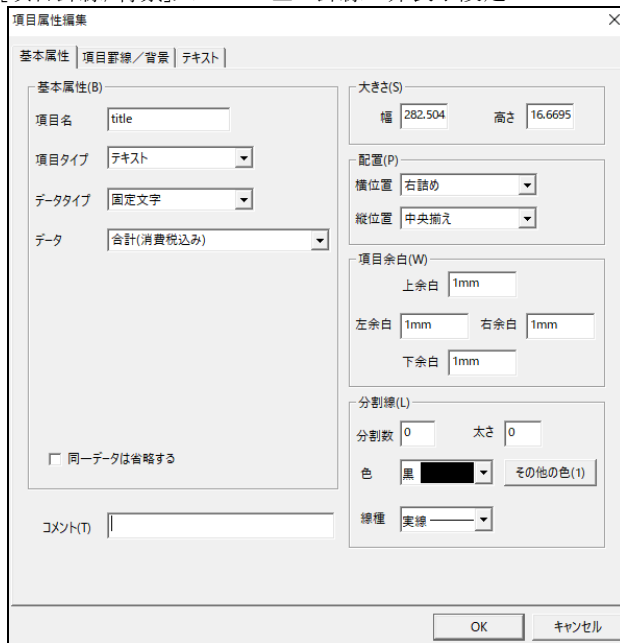 項目属性編集
基本属性 項目罫線／背景 テキスト
基本属性(B)
項目名 title
項目タイプ テキスト
データタイプ 固定文字
データ 合計(消費税込み)
同一データは省略する
コメント(T)
大きさ(S)
幅 282.504 高さ 16.6695
配置(P)
横位置 右詰め
縦位置 中央揃え
項目余白(W)
上余白 1mm
左余白 1mm 右余白 1mm
下余白 1mm
分割線(L)
分割数 0 太さ 0
色 黒 その他の色(1)
線種 実線
OK キャンセル